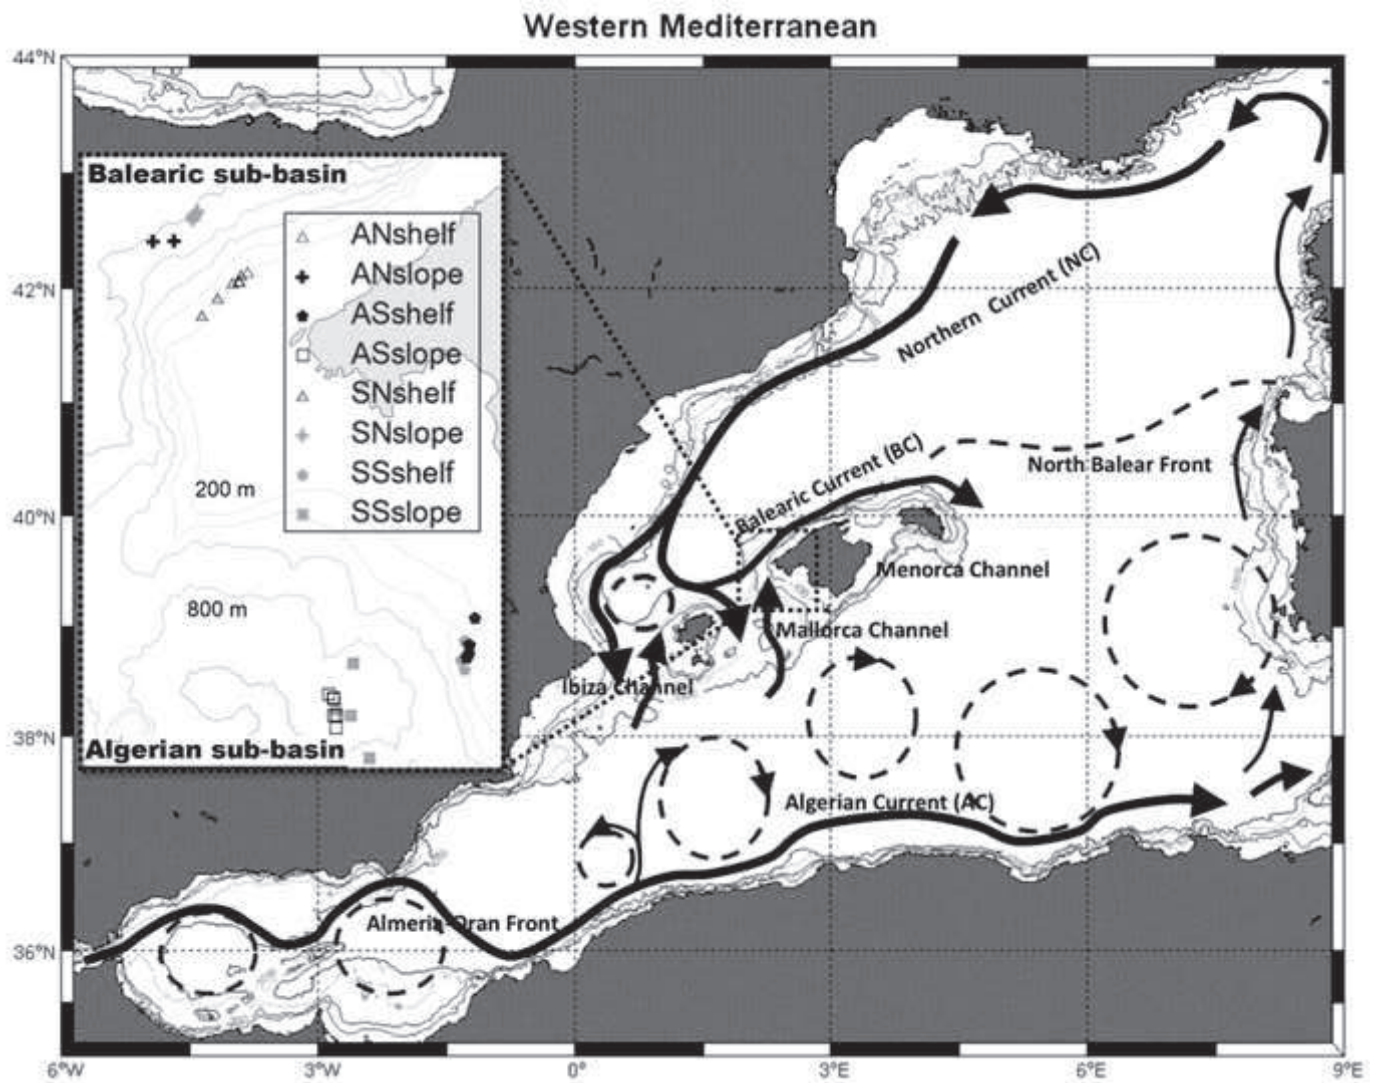 Western Mediterranean
44°N
42°N
40°N
38°N
36°N
6°W
3°W
0°
3°E
6°E
9°E
Balearic sub-basin
ANshelf
ANslope
ASshelf
ASslope
SNshelf
SNslope
SSshelf
SSslope
200 m
800 m
Algerian sub-basin
Northern Current (NC)
Balearic Current (BC)
North Balear Front
Menorca Channel
Mallorca Channel
Ibiza Channel
Algerian Current (AC)
Almeria-Oran Front